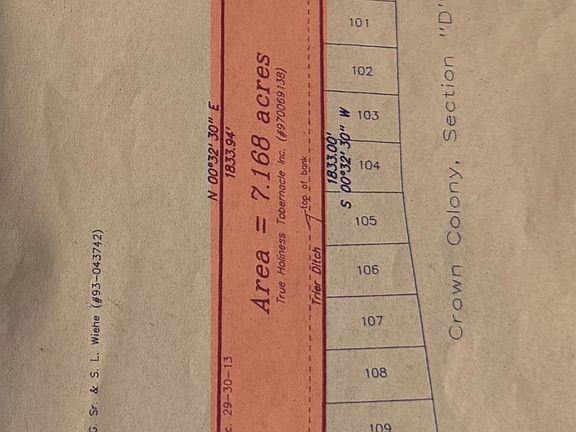 G. Sr. & S. L. Wiehe (#93-043742)
N 00°32'30" E
1833.94'
c. 29-30-13
Area = 7.168 acres
True Holiness Tabernacle Inc. (#970069138)
top of bank
Trier Ditch
1833.00'
S 00°32'30" W
101
102
103
104
105
106
107
108
109
Crown Colony, Section "D"